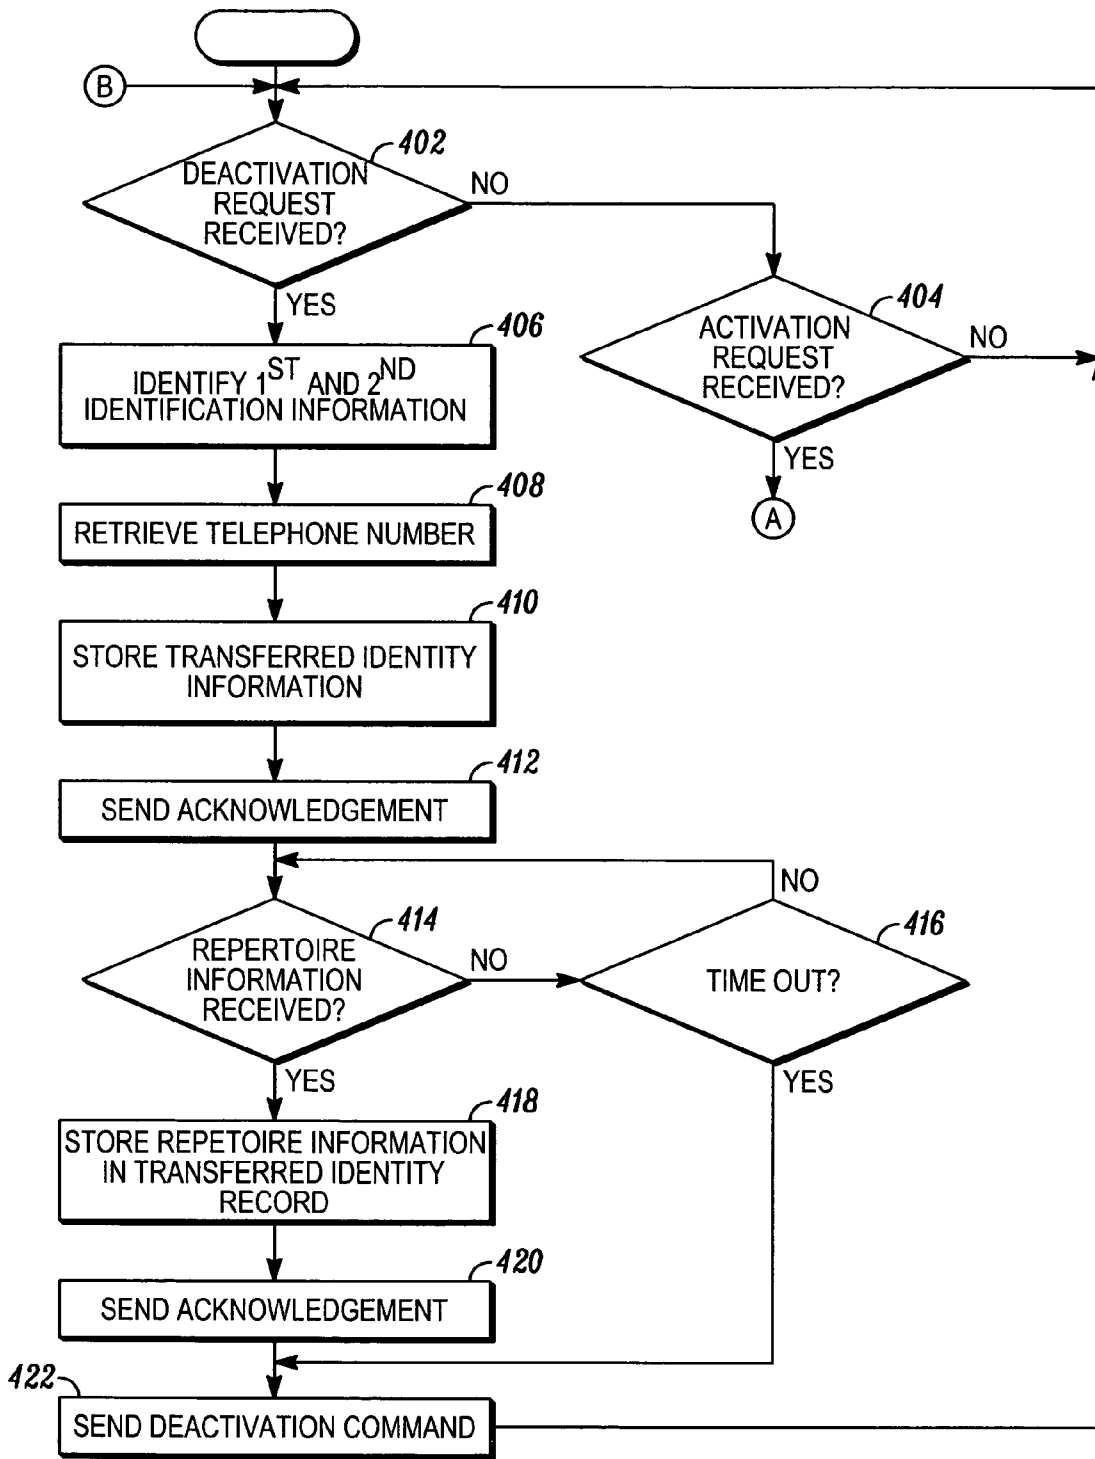 B
402
DEACTIVATION
REQUEST
RECEIVED?
NO
YES
404
ACTIVATION
REQUEST
RECEIVED?
NO
YES
A
406
IDENTIFY 1ST AND 2ND
IDENTIFICATION INFORMATION
408
RETRIEVE TELEPHONE NUMBER
410
STORE TRANSFERRED IDENTITY
INFORMATION
412
SEND ACKNOWLEDGEMENT
414
REPERTOIRE
INFORMATION
RECEIVED?
NO
YES
NO
416
TIME OUT?
YES
418
STORE REPETOIRE INFORMATION
IN TRANSFERRED IDENTITY
RECORD
420
SEND ACKNOWLEDGEMENT
422
SEND DEACTIVATION COMMAND